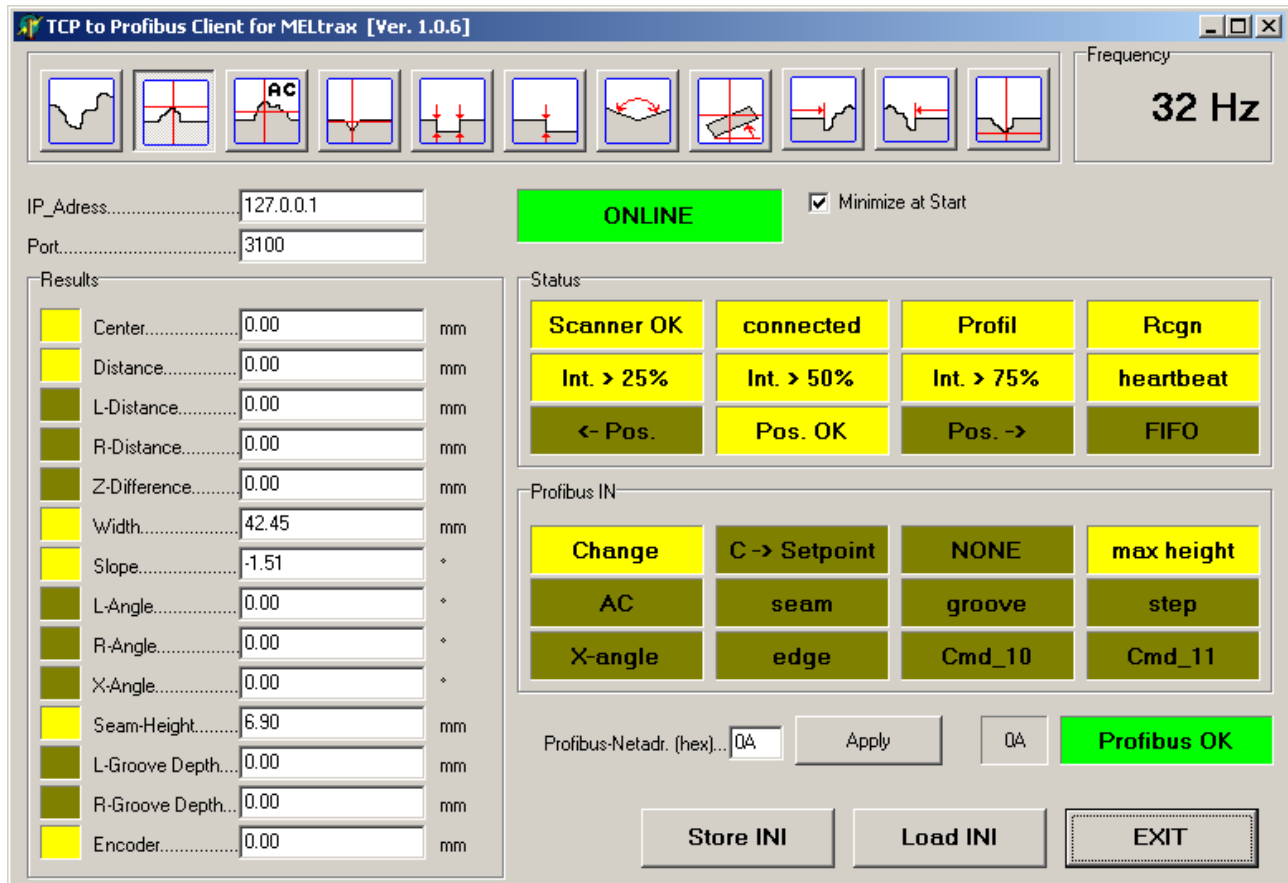 TCP to Profibus Client for MELtrax [Ver. 1.0.6]
AC
Frequency
32 Hz
IP_Adress 127.0.0.1
ONLINE
Minimize at Start
Port 3100
Results
Center 0.00 mm
Distance 0.00 mm
L-Distance 0.00 mm
R-Distance 0.00 mm
Z-Difference 0.00 mm
Width 42.45 mm
Slope -1.51 °
L-Angle 0.00 °
R-Angle 0.00 °
X-Angle 0.00 °
Seam-Height 6.90 mm
L-Groove Depth 0.00 mm
R-Groove Depth 0.00 mm
Encoder 0.00 mm
Status
Scanner OK connected Profil Rcgn
Int. > 25% Int. > 50% Int. > 75% heartbeat
<- Pos. Pos. OK Pos. -> FIFO
Profibus IN
Change C -> Setpoint NONE max height
AC seam groove step
X-angle edge Cmd_10 Cmd_11
Profibus-Netadr. (hex)... 0A Apply 0A Profibus OK
Store INI Load INI EXIT